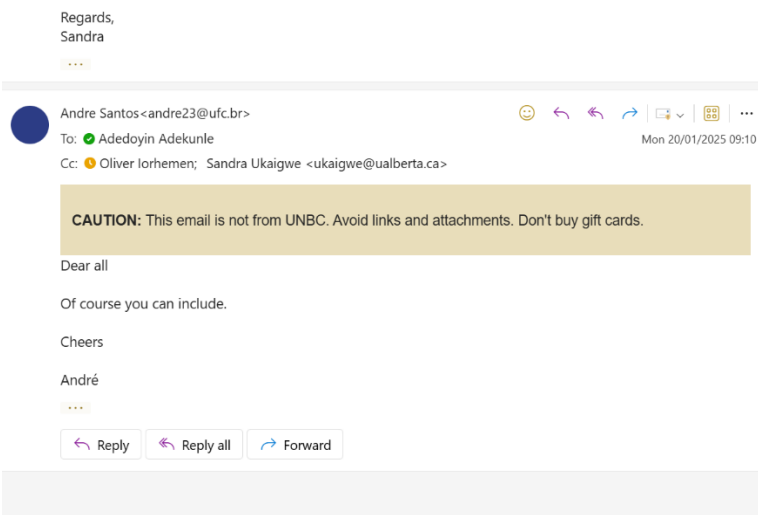 Regards,
Sandra
...
Andre Santos<andre23@ufc.br>
To: Adedoyin Adekunle
Mon 20/01/2025 09:10
Cc: Oliver Iorhemen; Sandra Ukaigwe <ukaigwe@ualberta.ca>
CAUTION: This email is not from UNBC. Avoid links and attachments. Don't buy gift cards.
Dear all
Of course you can include.
Cheers
André
...
Reply Reply all Forward